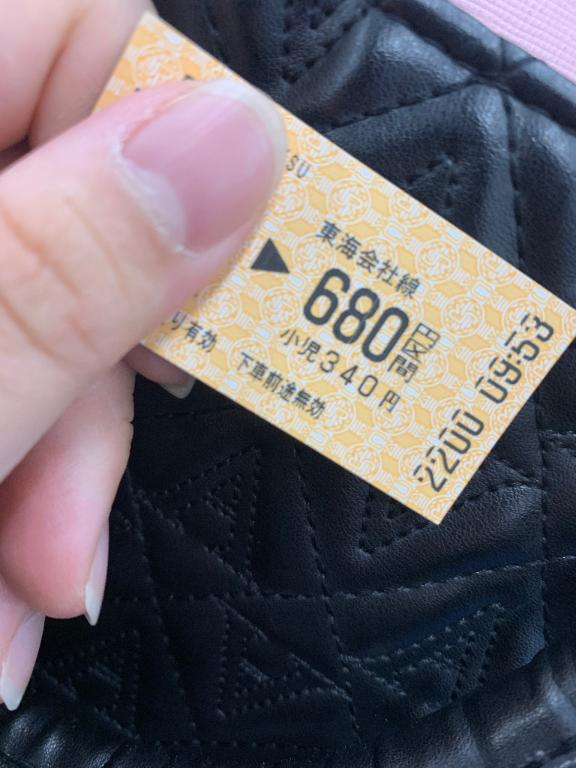 SU
東海会社線
▶ 680円区間
小児340円
り有効
下車前途無効
2200 09:53